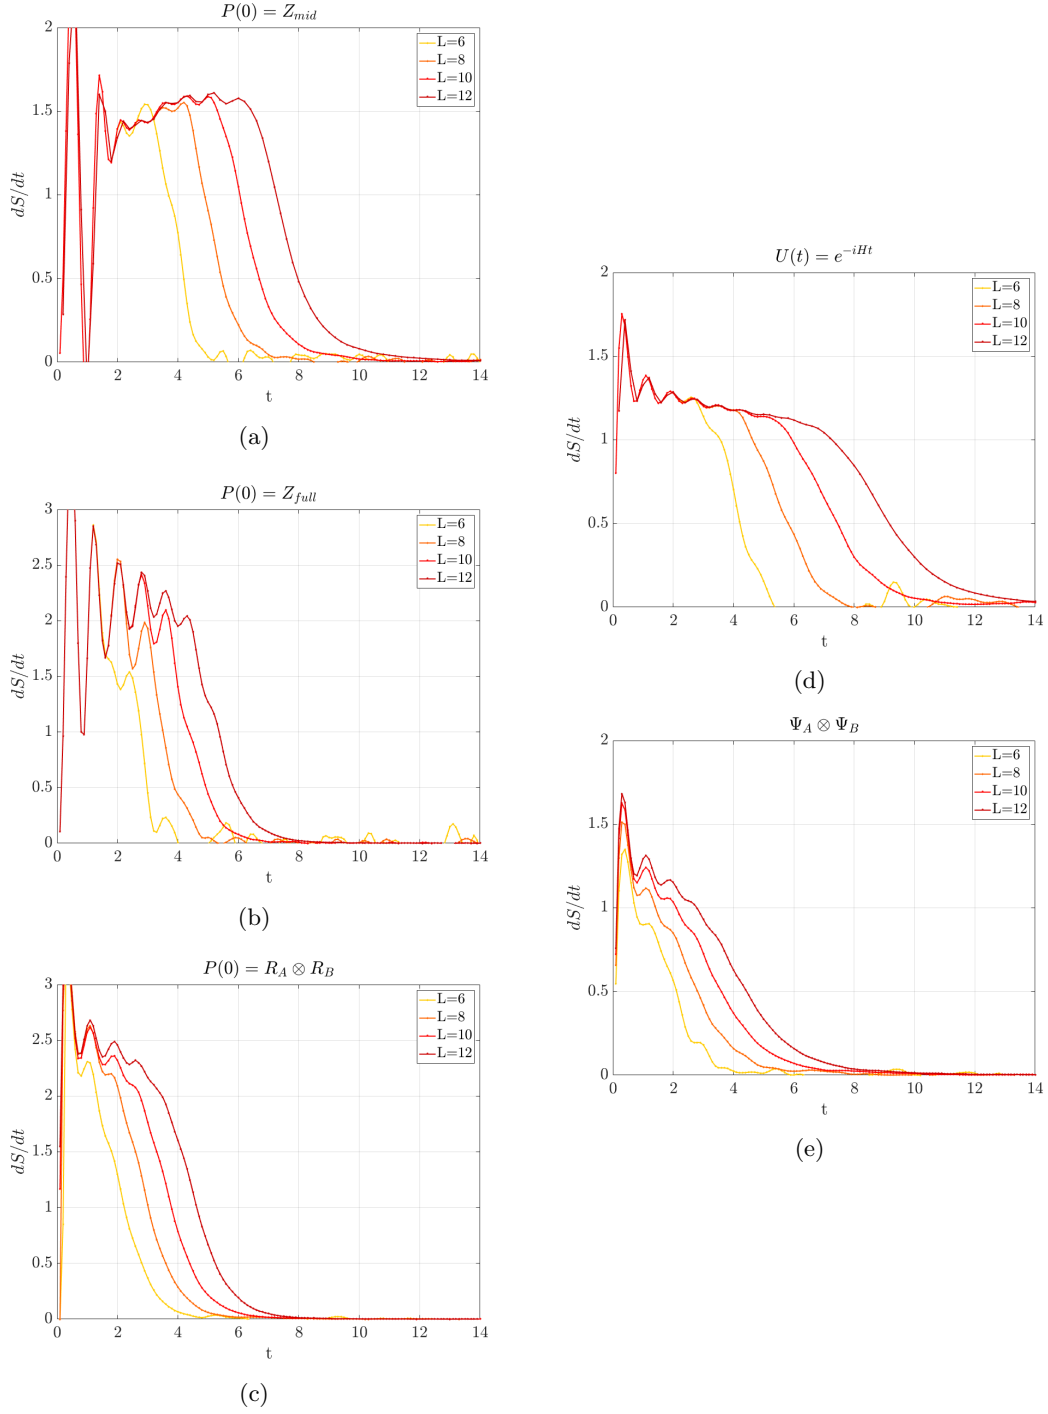 P(0) = Z_{mid}
2
1.5
1
0.5
0
dS/dt
0 2 4 6 8 10 12 14
t
L=6
L=8
L=10
L=12
(a)
P(0) = Z_{full}
3
2.5
2
1.5
1
0.5
0
dS/dt
0 2 4 6 8 10 12 14
t
L=6
L=8
L=10
L=12
(b)
P(0) = R_A ⊗ R_B
3
2.5
2
1.5
1
0.5
0
dS/dt
0 2 4 6 8 10 12 14
t
L=6
L=8
L=10
L=12
(c)
U(t) = e^{-iHt}
2
1.5
1
0.5
0
dS/dt
0 2 4 6 8 10 12 14
t
L=6
L=8
L=10
L=12
(d)
Ψ_A ⊗ Ψ_B
2
1.5
1
0.5
0
dS/dt
0 2 4 6 8 10 12 14
t
L=6
L=8
L=10
L=12
(e)